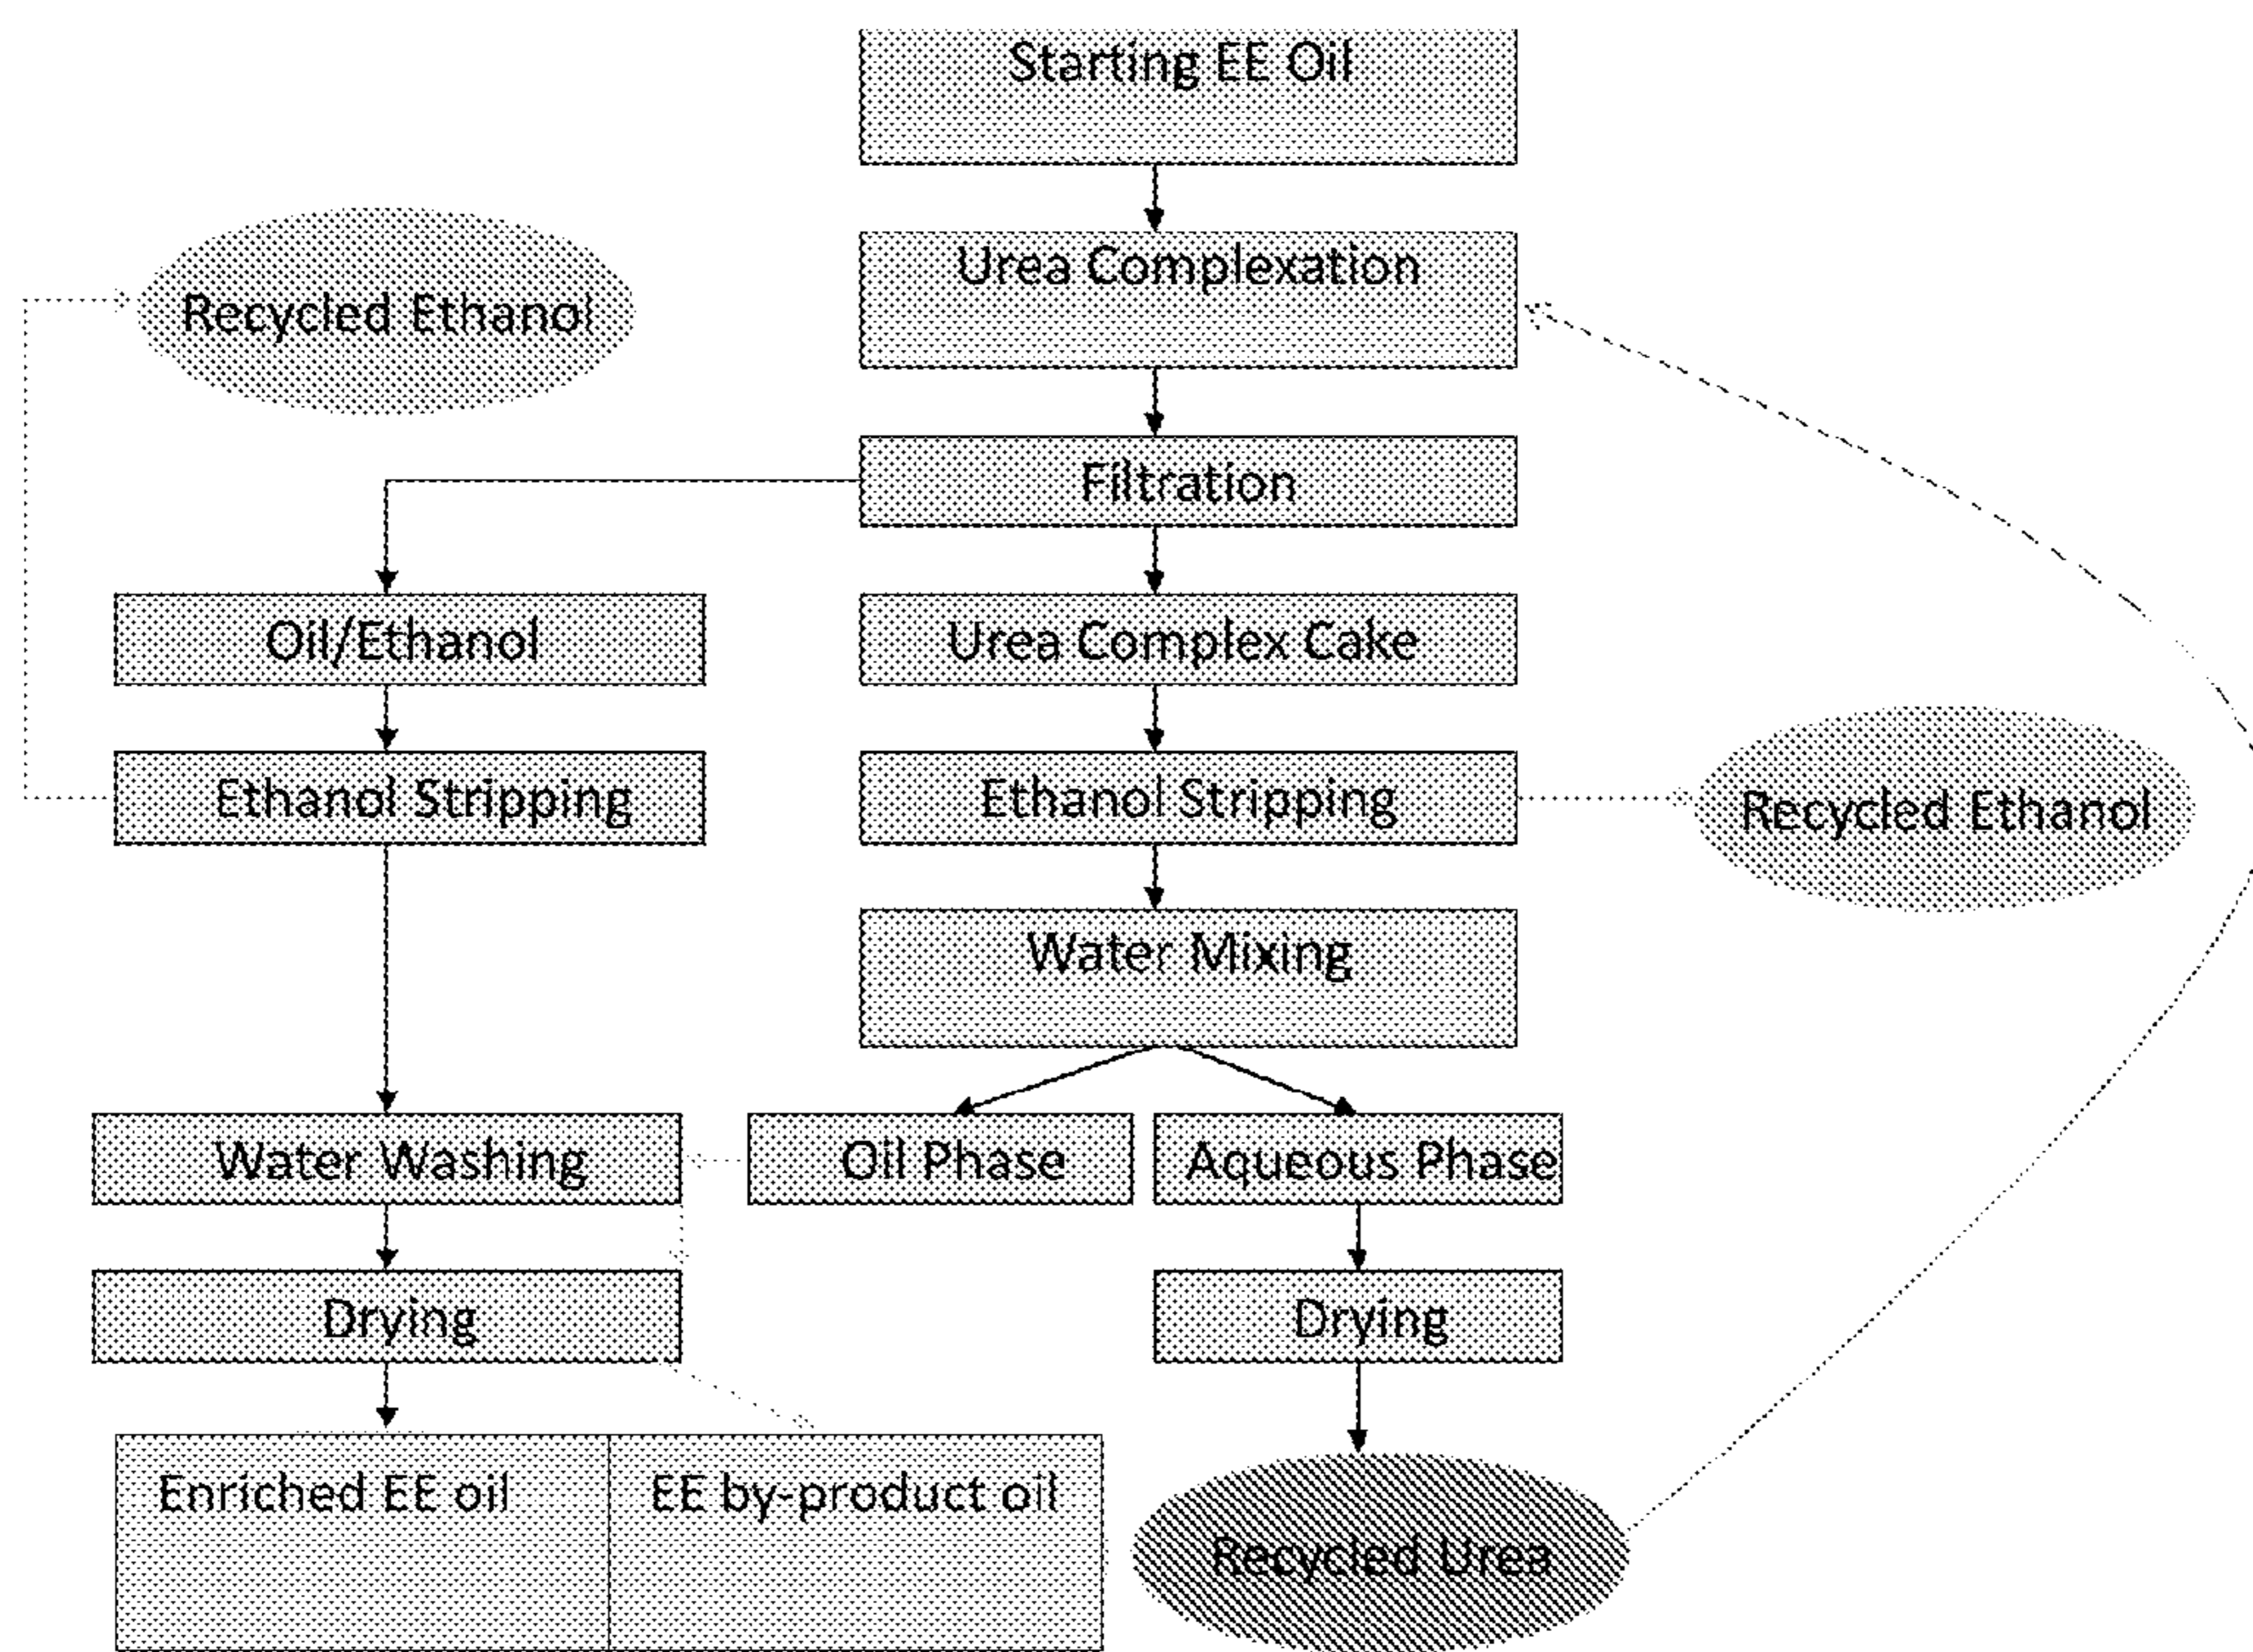 Starting EE Oil
Urea Complexation
Recycled Ethanol
Filtration
Oil/Ethanol
Urea Complex Cake
Ethanol Stripping
Ethanol Stripping
Recycled Ethanol
Water Mixing
Water Washing
Oil Phase
Aqueous Phase
Drying
Drying
Enriched EE oil
EE by-product oil
Recycled Urea